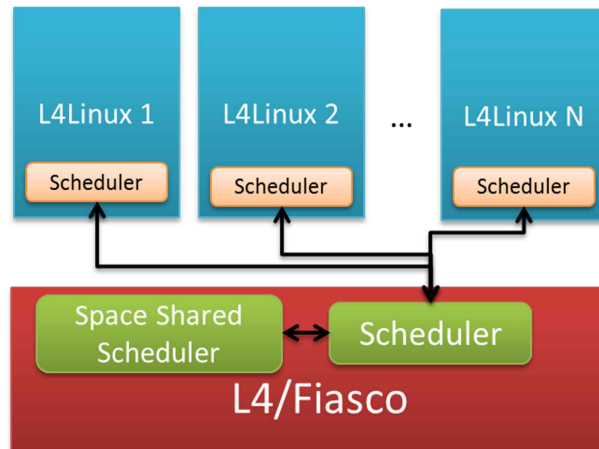 L4Linux 1
L4Linux 2
...
L4Linux N
Scheduler
Scheduler
Scheduler
Space Shared
Scheduler
Scheduler
L4/Fiasco